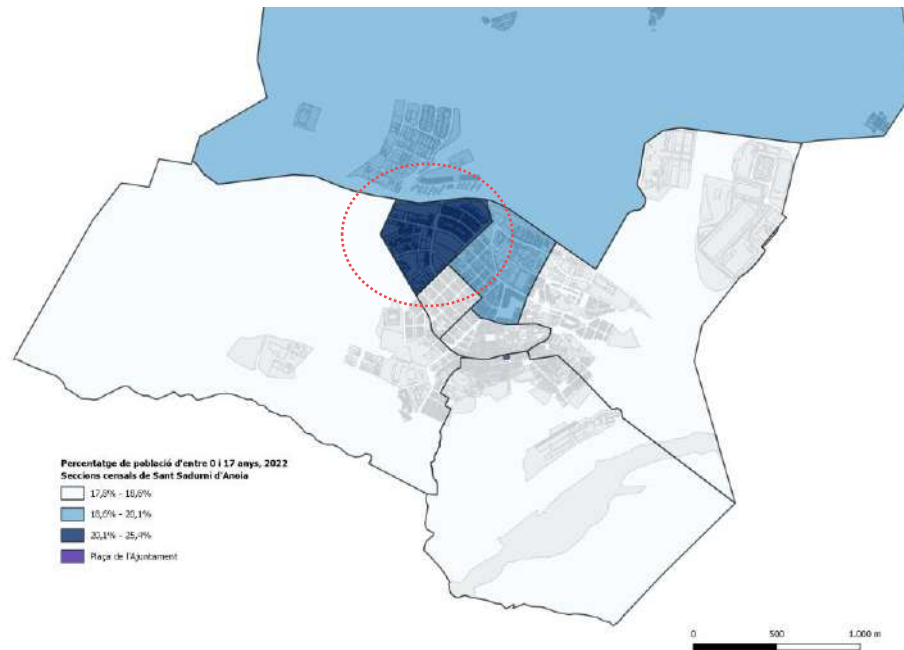 Percentatge de població d'entre 0 i 17 anys, 2022
Seccions censals de Sant Sadurní d'Anoia
17,8% - 18,6%
18,6% - 20,1%
20,1% - 25,4%
Plaça de l'Ajuntament
0 500 1.000 m